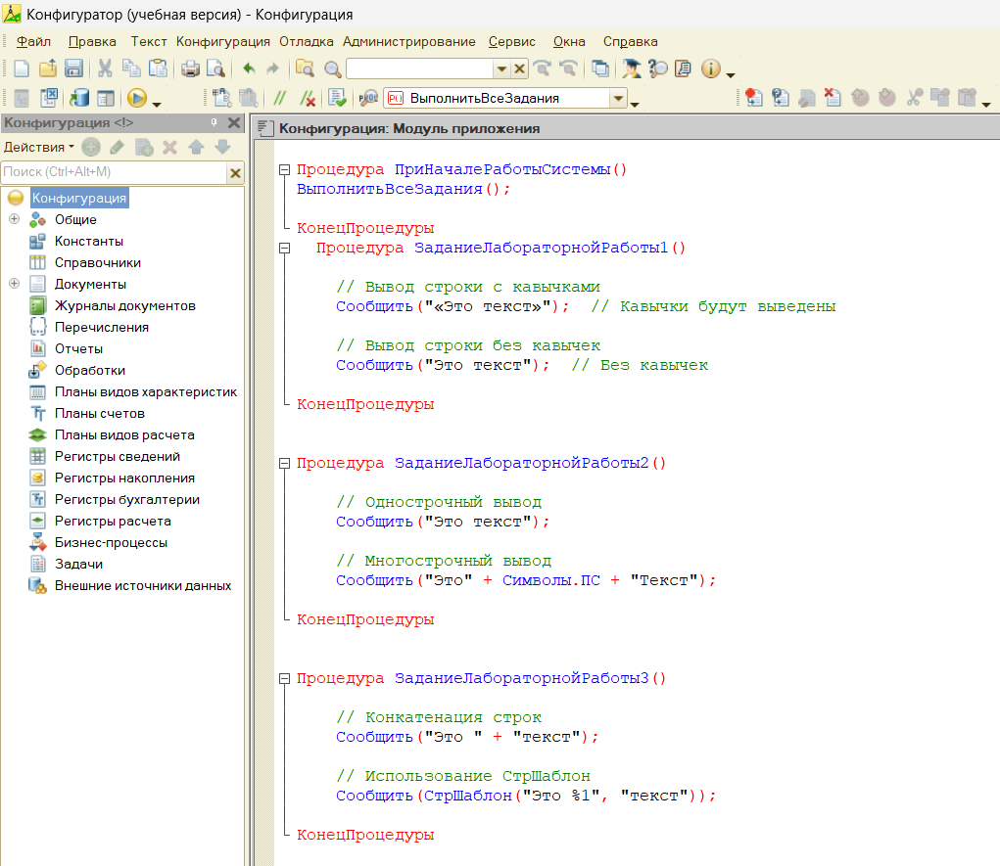 Конфигуратор (учебная версия) - Конфигурация
Файл Правка Текст Конфигурация Отладка Администрирование Сервис Окна Справка
ВыполнитьВсеЗадания
Конфигурация <!>
Действия
Поиск (Ctrl+Alt+M)
Конфигурация
Общие
Константы
Справочники
Документы
Журналы документов
Перечисления
Отчеты
Обработки
Планы видов характеристик
Планы счетов
Планы видов расчета
Регистры сведений
Регистры накопления
Регистры бухгалтерии
Регистры расчета
Бизнес-процессы
Задачи
Внешние источники данных
Конфигурация: Модуль приложения
Процедура ПриНачалеРаботыСистемы()
ВыполнитьВсеЗадания();
КонецПроцедуры
Процедура ЗаданиеЛабораторнойРаботы1()
// Вывод строки с кавычками
Сообщить("«Это текст»"); // Кавычки будут выведены
// Вывод строки без кавычек
Сообщить("Это текст"); // Без кавычек
КонецПроцедуры
Процедура ЗаданиеЛабораторнойРаботы2()
// Однострочный вывод
Сообщить("Это текст");
// Многострочный вывод
Сообщить("Это" + Символы.ПС + "Текст");
КонецПроцедуры
Процедура ЗаданиеЛабораторнойРаботы3()
// Конкатенация строк
Сообщить("Это " + "текст");
// Использование СтрШаблон
Сообщить(СтрШаблон("Это %1", "текст"));
КонецПроцедуры